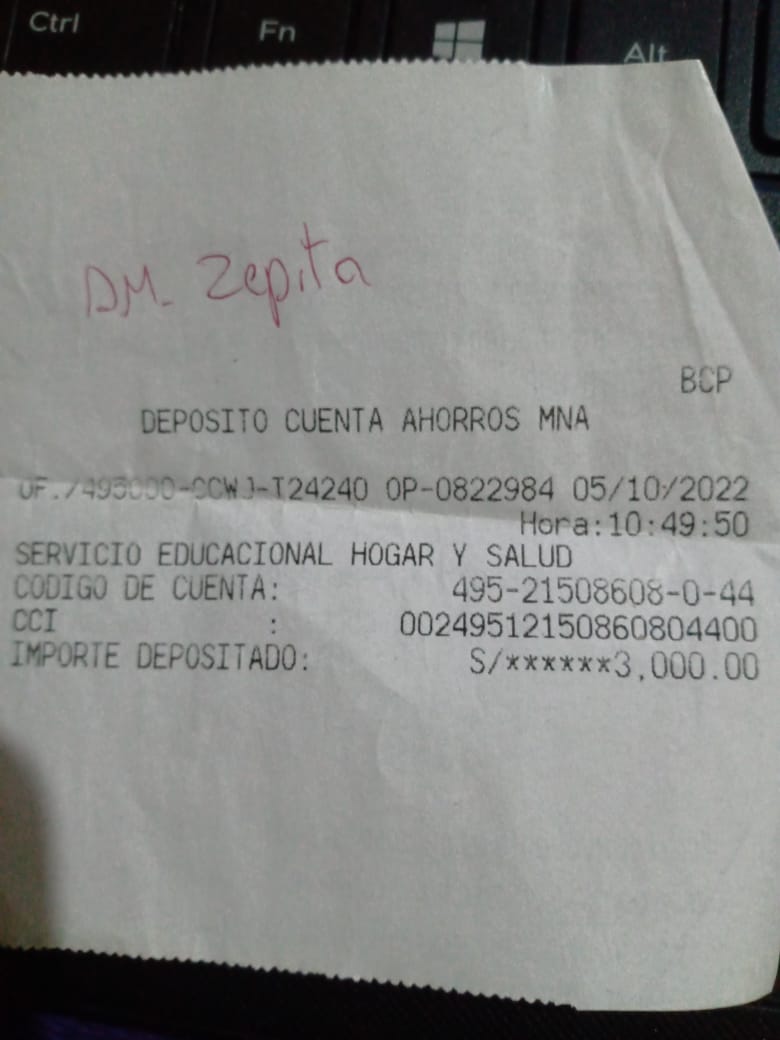 Ctrl Fn Alt
DM. Zepita
BCP
DEPOSITO CUENTA AHORROS MNA
T24240 OP-0822984 05/10/2022
Hora:10:49:50
SERVICIO EDUCACIONAL HOGAR Y SALUD
CODIGO DE CUENTA: 495-21508608-0-44
CCI : 00249512150860804400
IMPORTE DEPOSITADO: S/******3,000.00